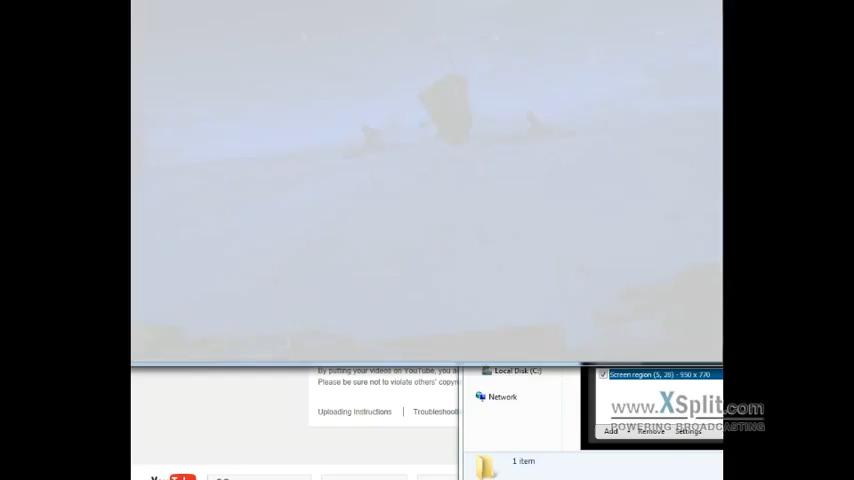 By putting your videos on YouTube, you a
Please be sure not to violate others' copyr
Uploading Instructions | Troubleshooti
Local Disk (C:)
Network
1 item
Screen region (5, 28) - 950 x 770
Add Remove Settings
www.XSplit.com
POWERING BROADCASTING